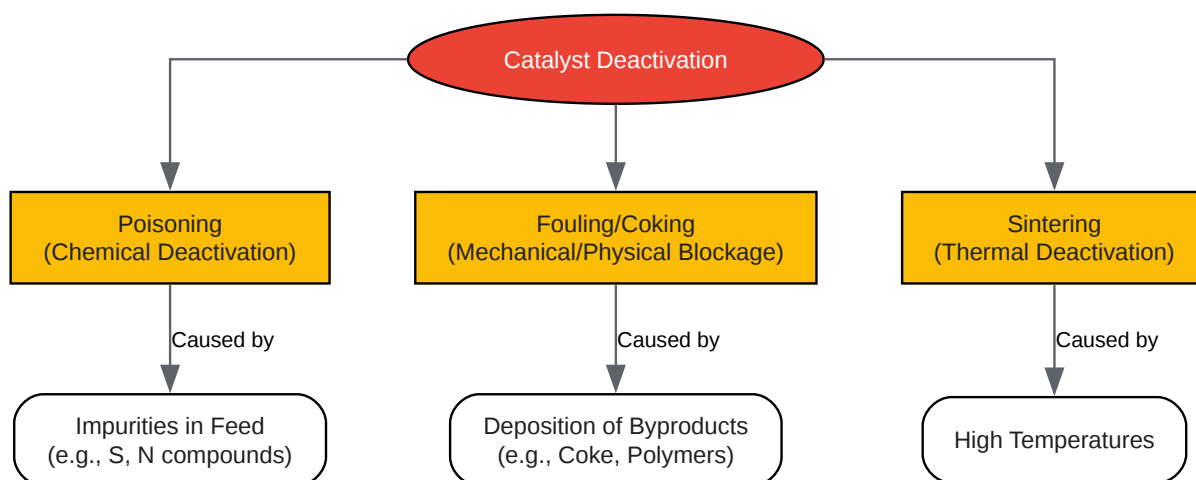 Catalyst Deactivation
Poisoning
(Chemical Deactivation)
Fouling/Coking
(Mechanical/Physical Blockage)
Sintering
(Thermal Deactivation)
Caused by
Caused by
Caused by
Impurities in Feed
(e.g., S, N compounds)
Deposition of Byproducts
(e.g., Coke, Polymers)
High Temperatures